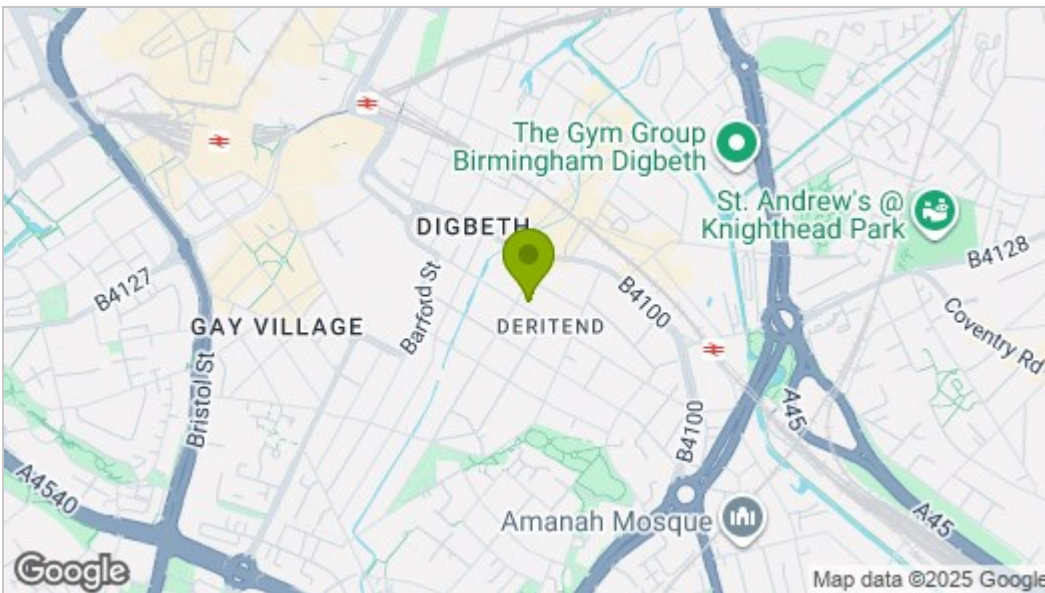 The Gym Group
Birmingham Digbeth
St. Andrew's @
Knighthead Park
DIGBETH
B4128
B4127
Barford St
B4100
GAY VILLAGE
DERITEND
Coventry Rd
Bristol St
A45
B4100
A4540
Amanah Mosque
A45
Google
Map data ©2025 Google